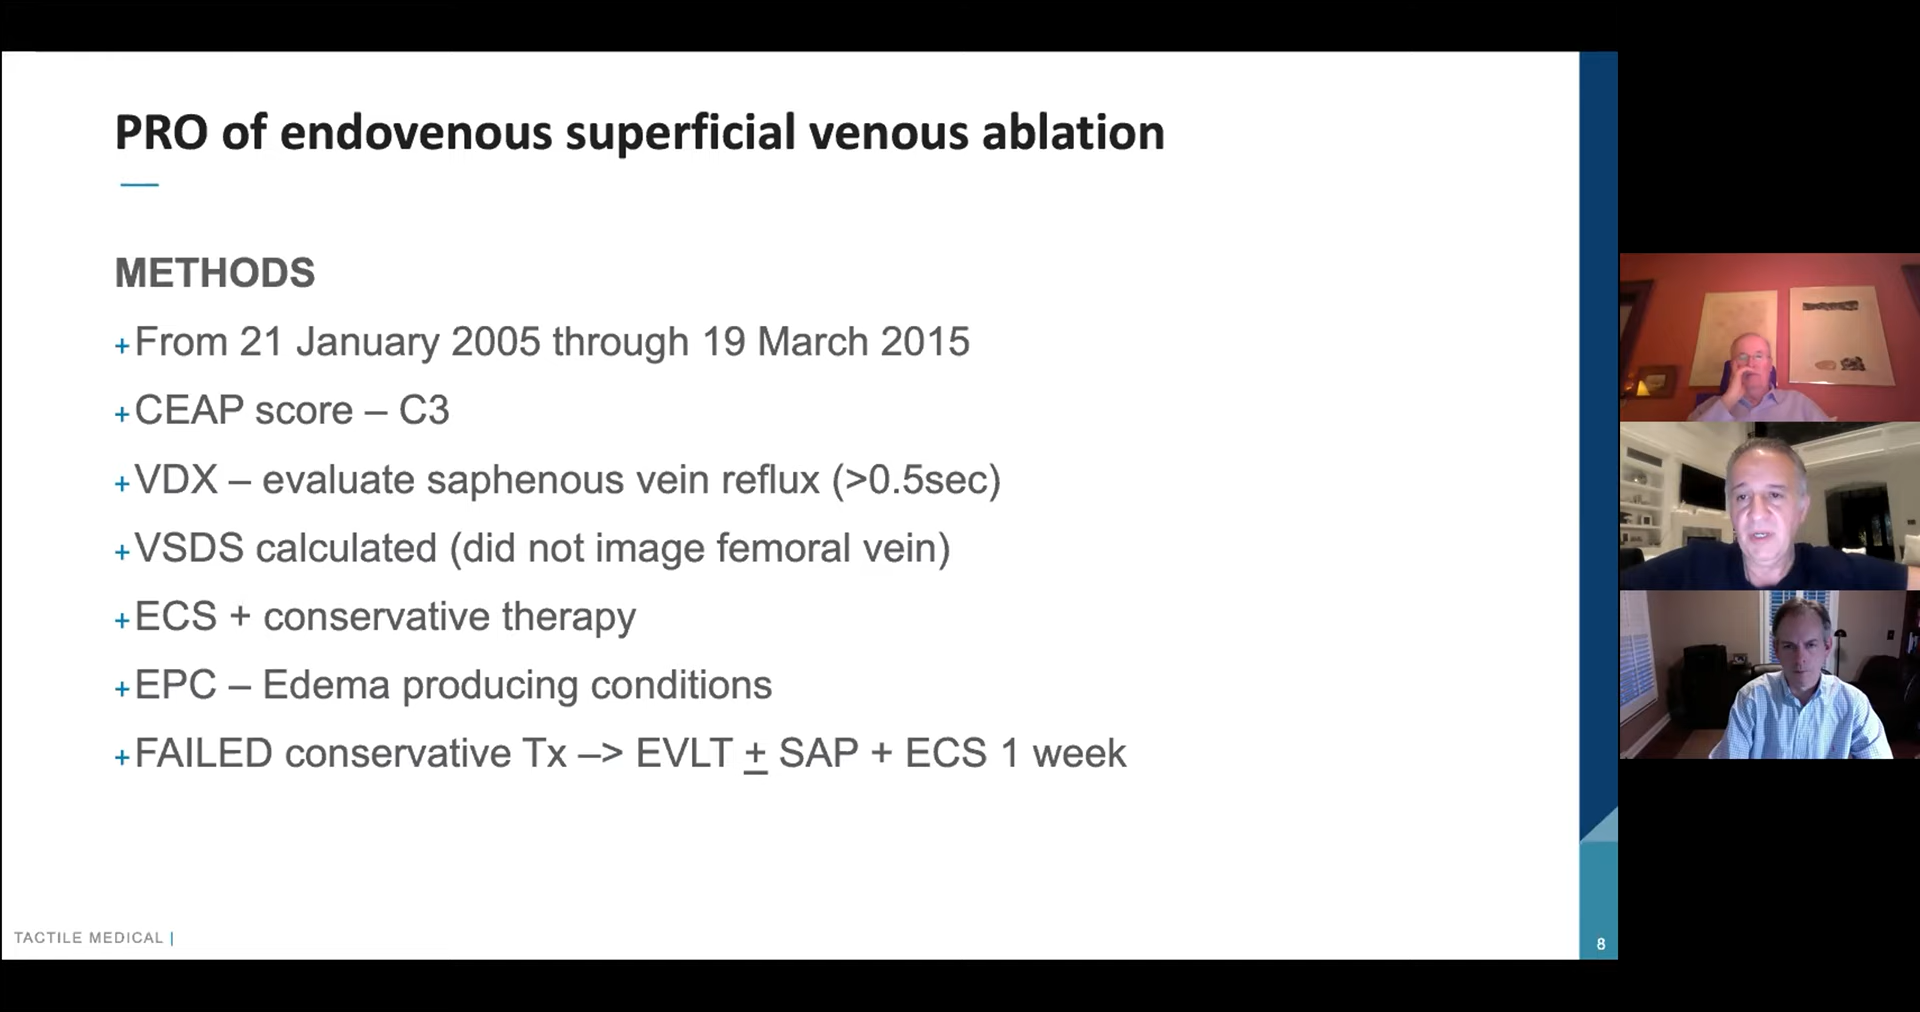 PRO of endovenous superficial venous ablation
METHODS
+From 21 January 2005 through 19 March 2015
+CEAP score – C3
+VDX – evaluate saphenous vein reflux (>0.5sec)
+VSDS calculated (did not image femoral vein)
+ECS + conservative therapy
+EPC – Edema producing conditions
+FAILED conservative Tx –> EVLT ± SAP + ECS 1 week
TACTILE MEDICAL |
8